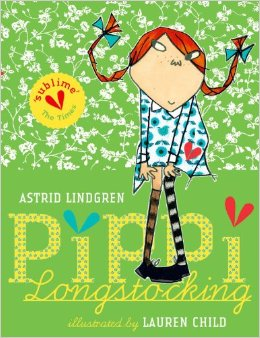 'sublime'
The Times
ASTRID LINDGREN
PiPPi
Longstocking
illustrated by LAUREN CHILD